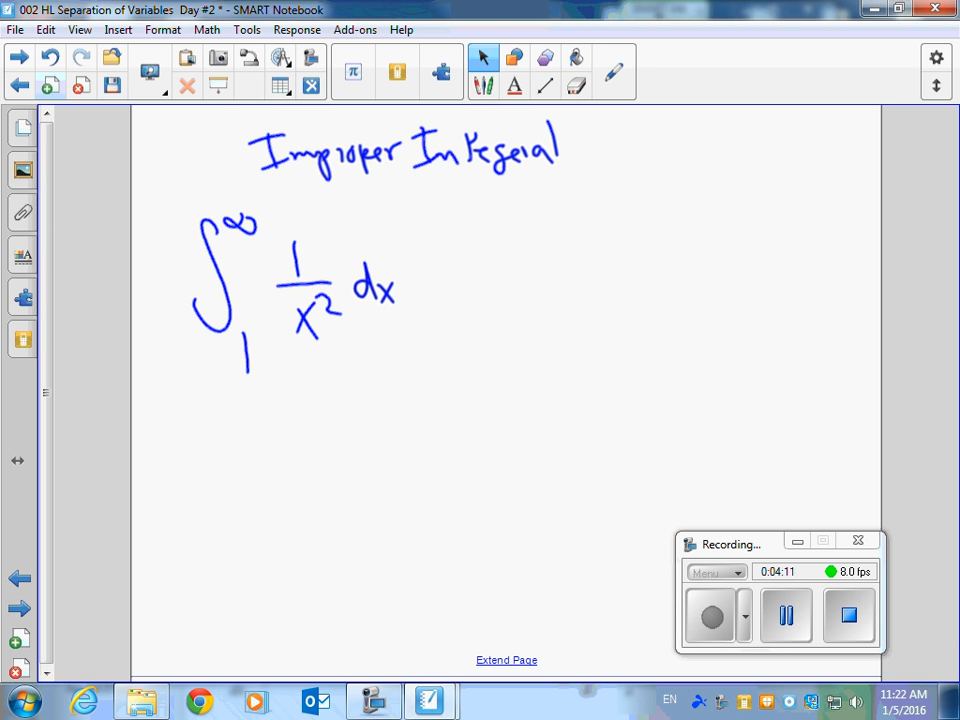 002 HL Separation of Variables Day #2 * - SMART Notebook
File Edit View Insert Format Math Tools Response Add-ons Help
π
A
Improper Integeral
∫₁^∞ 1/x² dx
Recording...
Menu 0:04:11 8.0 fps
Extend Page
EN 11:22 AM
1/5/2016